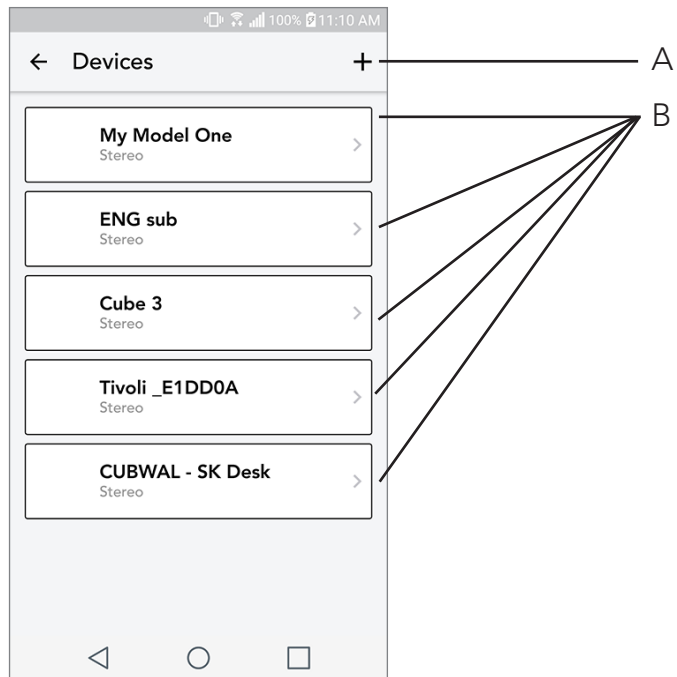 100% 11:10 AM
← Devices + A
B
My Model One
Stereo
ENG sub
Stereo
Cube 3
Stereo
Tivoli _E1DD0A
Stereo
CUBWAL - SK Desk
Stereo